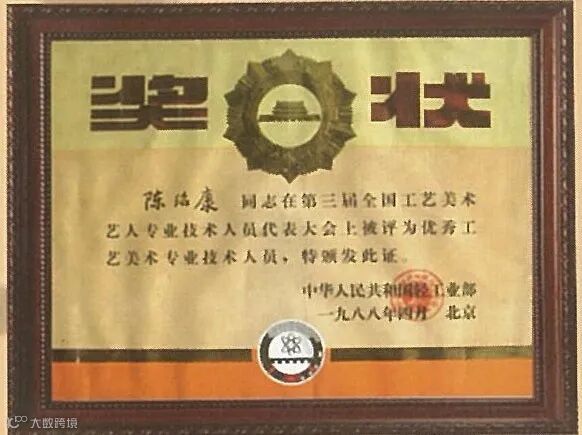 奖 状
陈绍康 同志在第三届全国工艺美术
艺人专业技术人员代表大会上被评为优秀工
艺美术专业技术人员，特颁发此证。
中华人民共和国轻工业部
一九八八年四月 北京
大数跨境